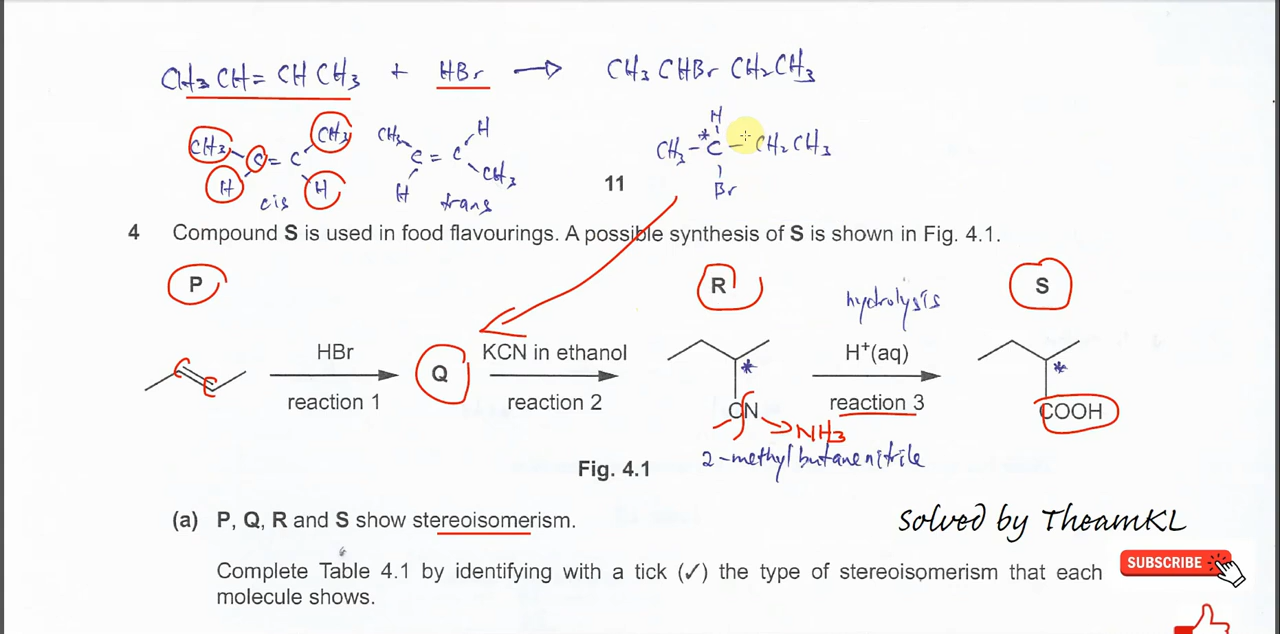 CH3CH=CHCH3 + HBr → CH3CHBrCH2CH3
CH3 CH3 CH3 H H
C = C C = C CH3 - *C - CH2CH3
H H H CH3 Br
cis trans
11
4 Compound S is used in food flavourings. A possible synthesis of S is shown in Fig. 4.1.
P R S
hydrolysis
HBr KCN in ethanol H+(aq)
Q * *
reaction 1 reaction 2 reaction 3
CN COOH
NH3
2-methylbutanenitrile
Fig. 4.1
(a) P, Q, R and S show stereoisomerism.
Solved by TheamKL
Complete Table 4.1 by identifying with a tick (✓) the type of stereoisomerism that each
molecule shows.
SUBSCRIBE